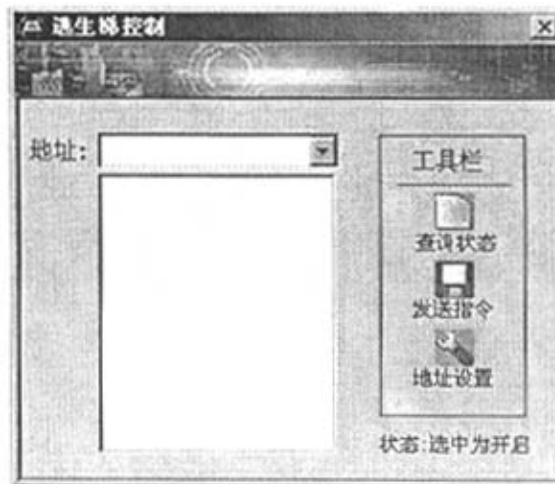 逃生梯控制
地址:
工具栏
查询状态
发送指令
地址设置
状态:选中为开启